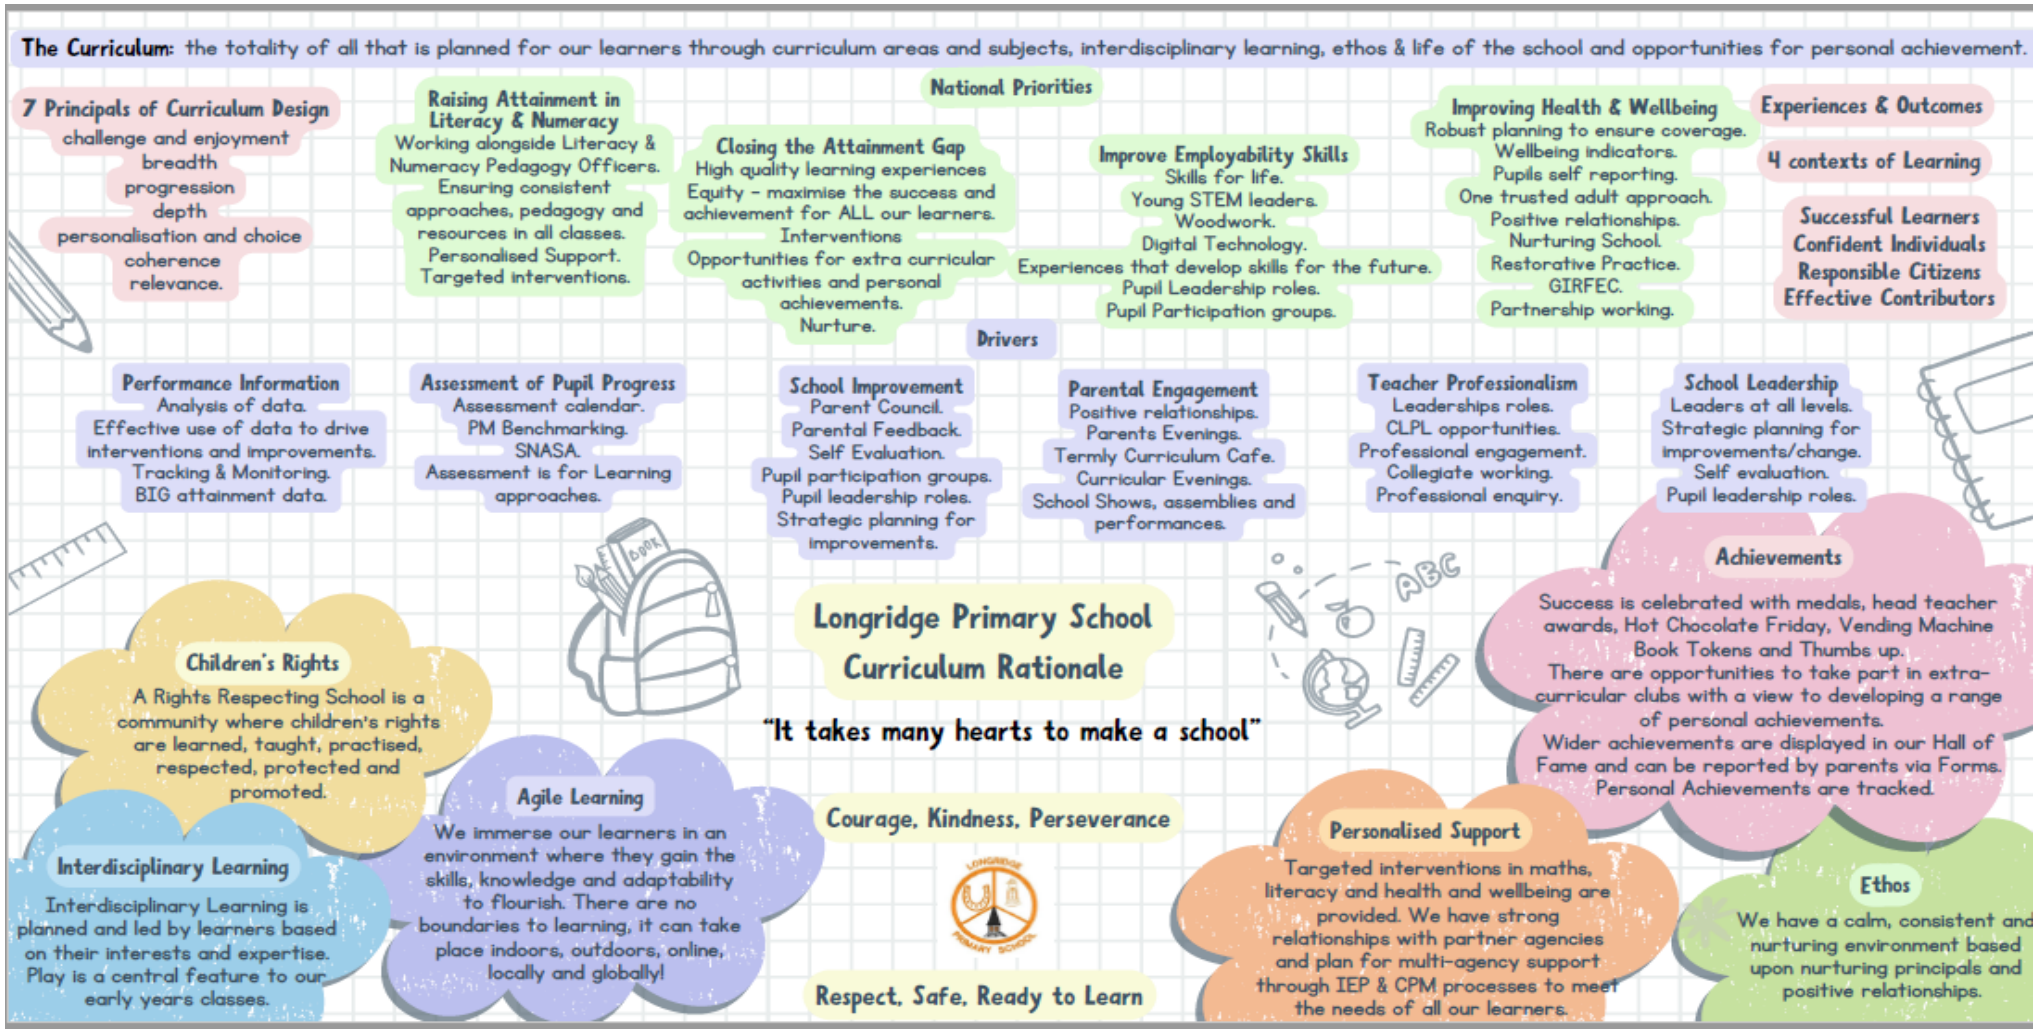 The Curriculum: the totality of all that is planned for our learners through curriculum areas and subjects, interdisciplinary learning, ethos & life of the school and opportunities for personal achievement.
7 Principals of Curriculum Design
challenge and enjoyment
breadth
progression
depth
personalisation and choice
coherence
relevance.
Raising Attainment in
Literacy & Numeracy
Working alongside Literacy &
Numeracy Pedagogy Officers.
Ensuring consistent
approaches, pedagogy and
resources in all classes.
Personalised Support.
Targeted interventions.
National Priorities
Closing the Attainment Gap
High quality learning experiences
Equity - maximise the success and
achievement for ALL our learners.
Interventions
Opportunities for extra curricular
activities and personal
achievements.
Nurture.
Improve Employability Skills
Skills for life.
Young STEM leaders.
Woodwork.
Digital Technology.
Experiences that develop skills for the future.
Pupil Leadership roles.
Pupil Participation groups.
Improving Health & Wellbeing
Robust planning to ensure coverage.
Wellbeing indicators.
Pupils self reporting.
One trusted adult approach.
Positive relationships.
Nurturing School.
Restorative Practice.
GIRFEC.
Partnership working.
Experiences & Outcomes
4 contexts of Learning
Successful Learners
Confident Individuals
Responsible Citizens
Effective Contributors
Drivers
Performance Information
Analysis of data.
Effective use of data to drive
interventions and improvements.
Tracking & Monitoring.
BIG attainment data.
Assessment of Pupil Progress
Assessment calendar.
PM Benchmarking.
SNASA.
Assessment is for Learning
approaches.
School Improvement
Parent Council.
Parental Feedback.
Self Evaluation.
Pupil participation groups.
Pupil leadership roles.
Strategic planning for
improvements.
Parental Engagement
Positive relationships.
Parents Evenings.
Termly Curriculum Cafe.
Curricular Evenings.
School Shows, assemblies and
performances.
Teacher Professionalism
Leaderships roles.
CLPL opportunities.
Professional engagement.
Collegiate working.
Professional enquiry.
School Leadership
Leaders at all levels.
Strategic planning for
improvements/change.
Self evaluation.
Pupil leadership roles.
BOOK
ABC
Longridge Primary School
Curriculum Rationale
"It takes many hearts to make a school"
Courage, Kindness, Perseverance
LONGRIDGE
PRIMARY SCHOOL
Respect, Safe, Ready to Learn
Children's Rights
A Rights Respecting School is a
community where children's rights
are learned, taught, practised,
respected, protected and
promoted.
Interdisciplinary Learning
Interdisciplinary Learning is
planned and led by learners based
on their interests and expertise.
Play is a central feature to our
early years classes.
Agile Learning
We immerse our learners in an
environment where they gain the
skills, knowledge and adaptability
to flourish. There are no
boundaries to learning, it can take
place indoors, outdoors, online,
locally and globally!
Achievements
Success is celebrated with medals, head teacher
awards, Hot Chocolate Friday, Vending Machine
Book Tokens and Thumbs up.
There are opportunities to take part in extra-
curricular clubs with a view to developing a range
of personal achievements.
Wider achievements are displayed in our Hall of
Fame and can be reported by parents via Forms.
Personal Achievements are tracked.
Personalised Support
Targeted interventions in maths,
literacy and health and wellbeing are
provided. We have strong
relationships with partner agencies
and plan for multi-agency support
through IEP & CPM processes to meet
the needs of all our learners.
Ethos
We have a calm, consistent and
nurturing environment based
upon nurturing principals and
positive relationships.